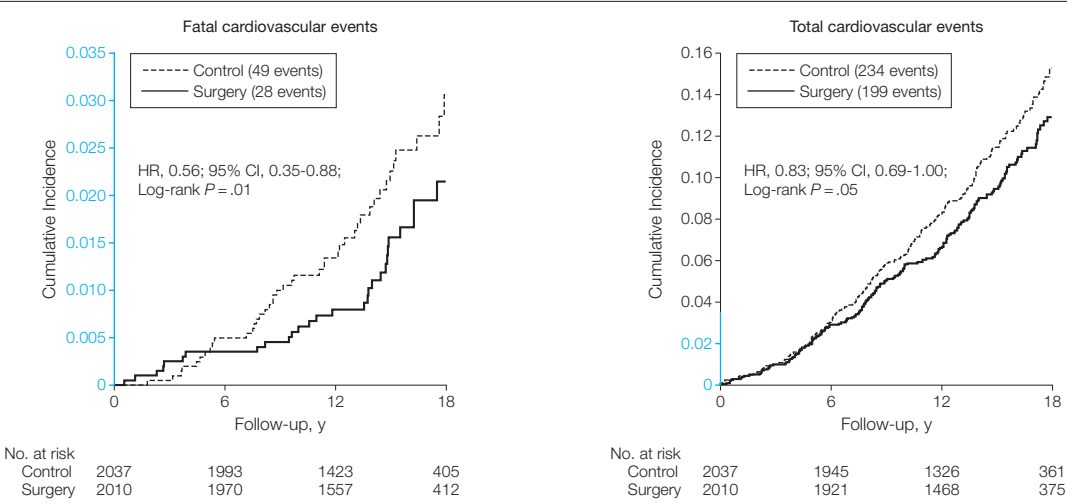 Fatal cardiovascular events
0.035
0.030
0.025
0.020
0.015
0.010
0.005
0
Cumulative Incidence
Control (49 events)
Surgery (28 events)
HR, 0.56; 95% CI, 0.35-0.88;
Log-rank P = .01
0 6 12 18
Follow-up, y
No. at risk
Control 2037 1993 1423 405
Surgery 2010 1970 1557 412
Total cardiovascular events
0.16
0.14
0.12
0.10
0.08
0.06
0.04
0.02
0
Cumulative Incidence
Control (234 events)
Surgery (199 events)
HR, 0.83; 95% CI, 0.69-1.00;
Log-rank P = .05
0 6 12 18
Follow-up, y
No. at risk
Control 2037 1945 1326 361
Surgery 2010 1921 1468 375